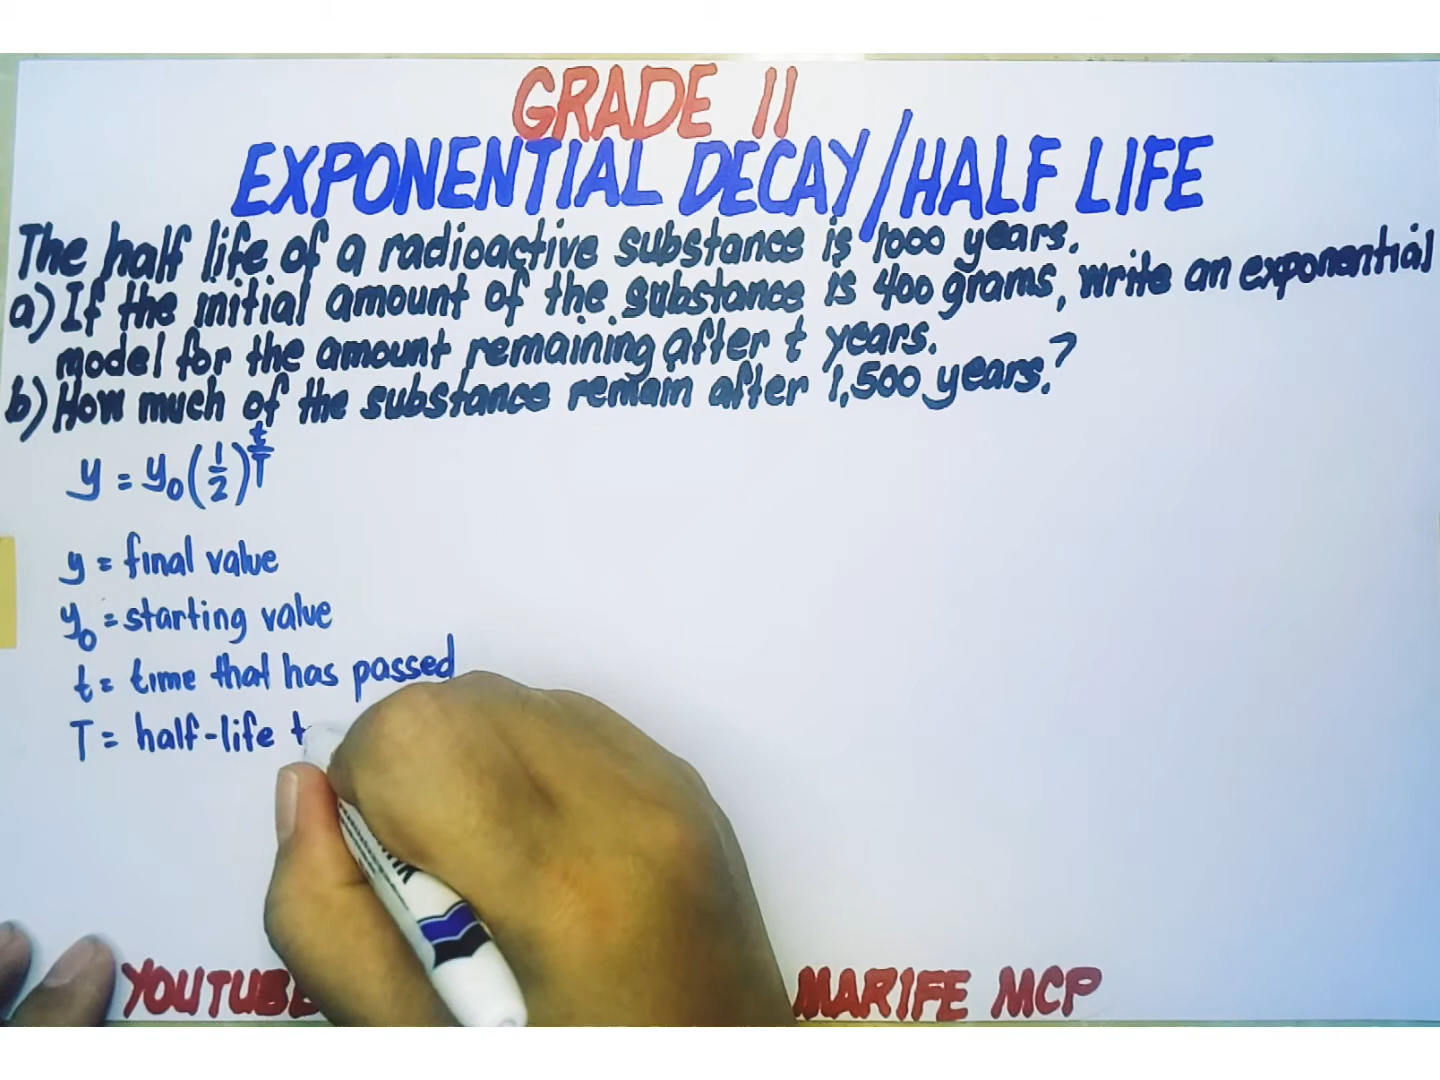 GRADE 11
EXPONENTIAL DECAY/HALF LIFE
The half life of a radioactive substance is 1000 years.
a) If the initial amount of the substance is 400 grams, write an exponential
model for the amount remaining after t years.
b) How much of the substance remain after 1,500 years?
y = y₀(1/2)^(t/T)
y = final value
y₀ = starting value
t = time that has passed
T = half-life t
YOUTUBE MARIFE MCP